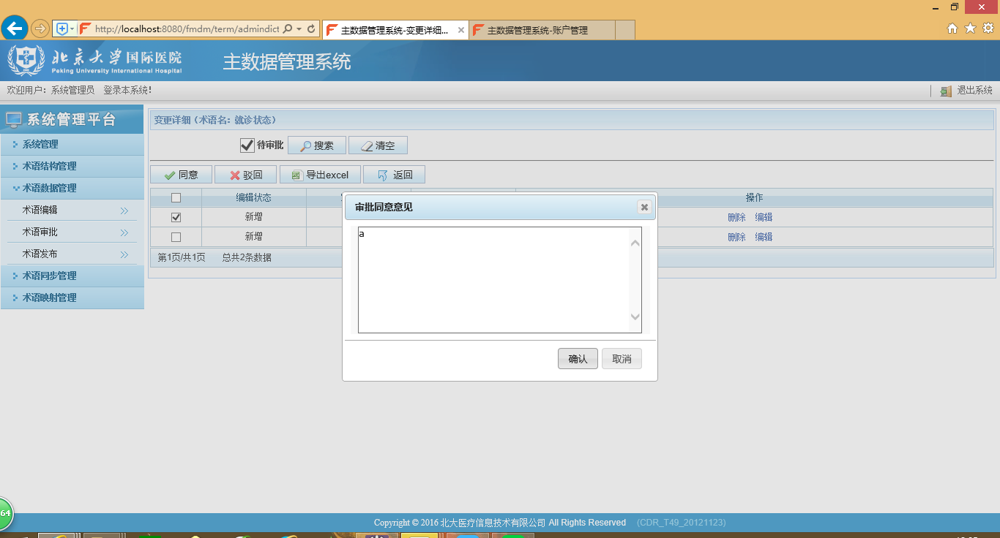 http://localhost:8080/fmdm/term/admindict
主数据管理系统-变更详细...
主数据管理系统-账户管理
北京大学国际医院
Peking University International Hospital
主数据管理系统
欢迎用户：系统管理员 登录本系统!
退出系统
系统管理平台
系统管理
术语结构管理
术语数据管理
术语编辑
术语审批
术语发布
术语同步管理
术语映射管理
变更详细（术语名：就诊状态）
待审批 搜索 清空
同意 驳回 导出excel 返回
编辑状态 操作
新增 删除 编辑
新增 删除 编辑
第1页/共1页 总共2条数据
审批同意意见
a
确认 取消
64
Copyright © 2016 北大医疗信息技术有限公司 All Rights Reserved (CDR_T49_20121123)